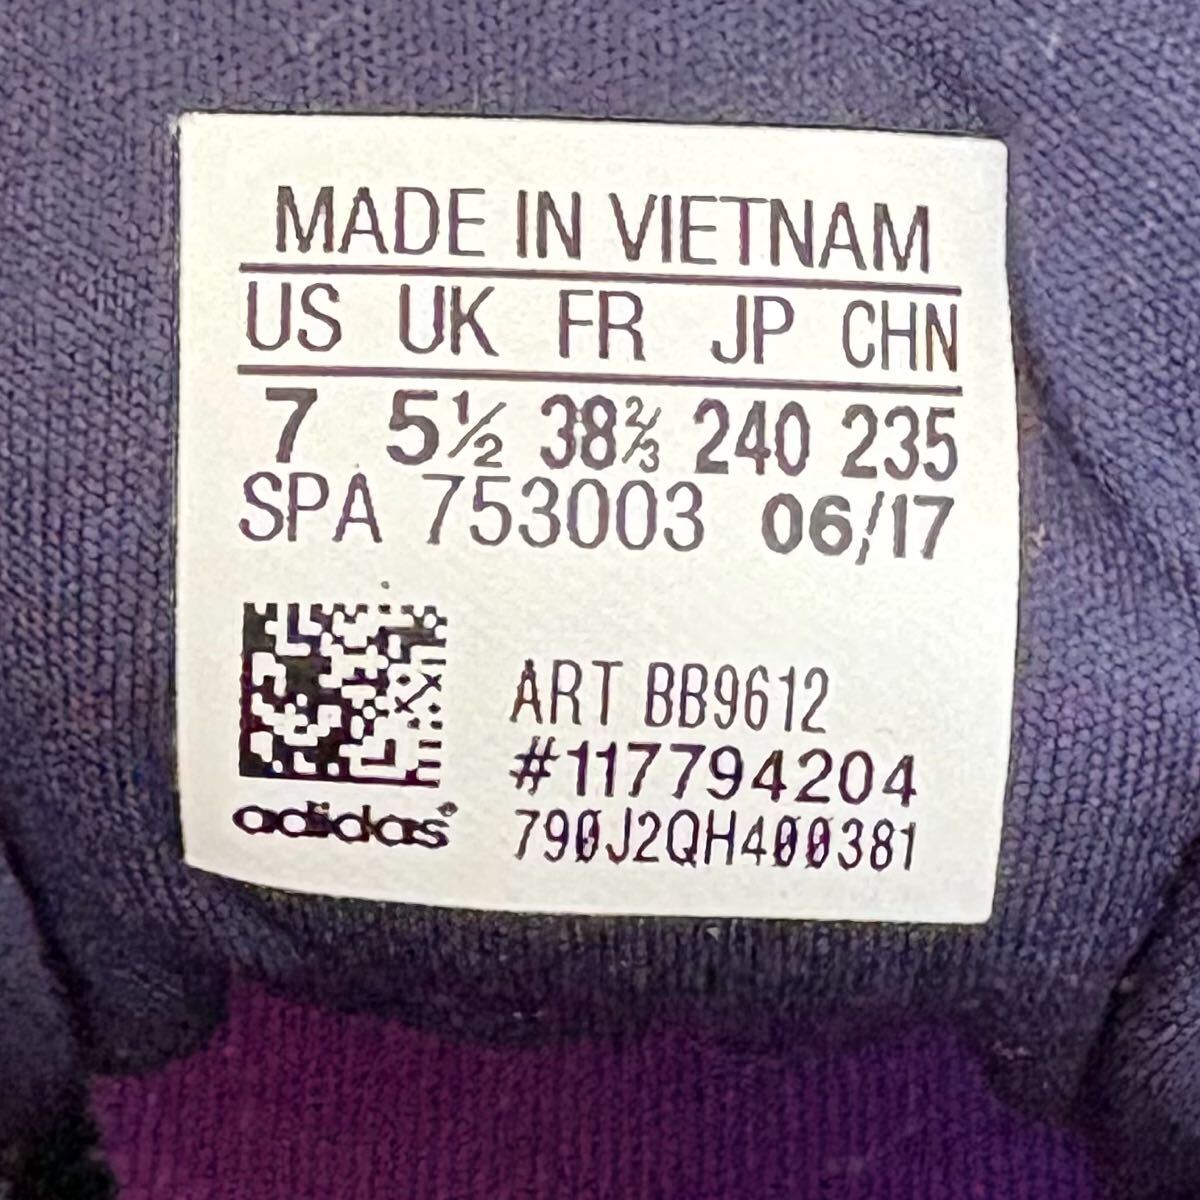 MADE IN VIETNAM
US UK FR JP CHN
7 5½ 38⅔ 240 235
SPA 753003 06/17
ART BB9612
#117794204
adidas®
790J2QH400381